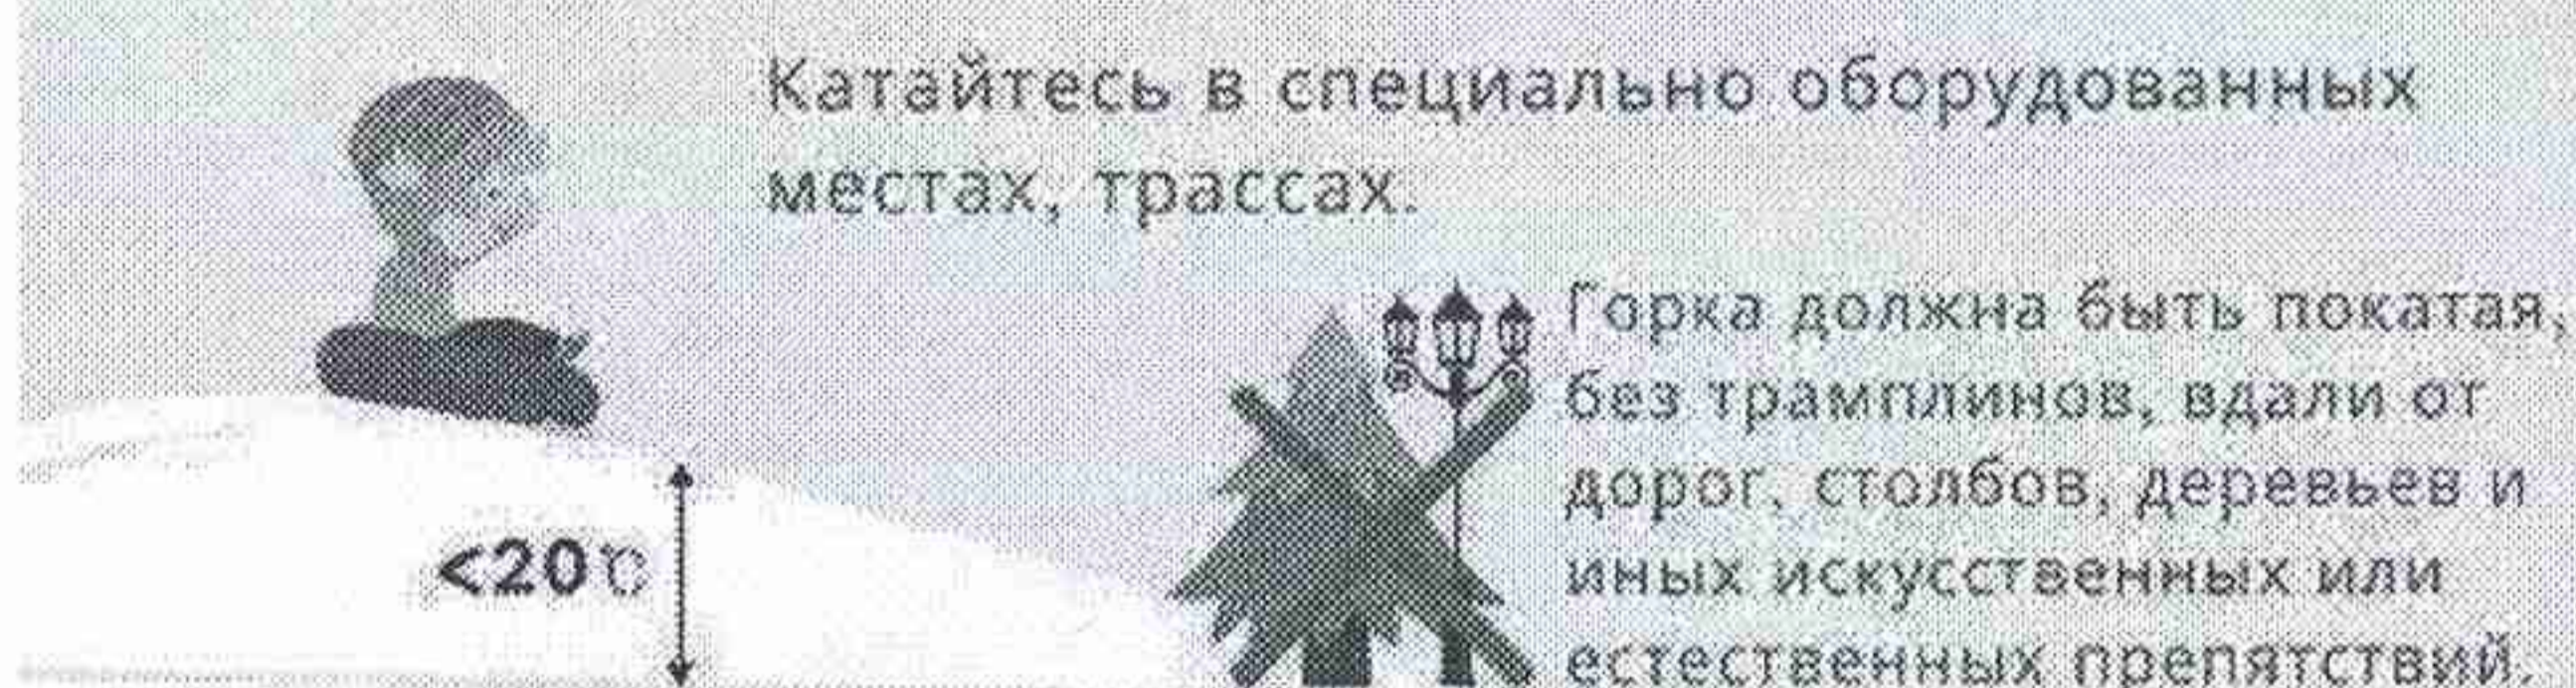 Катайтесь в специально оборудованных
местах, трассах.
Горка должна быть покатая,
без трамплинов, вдали от
дорог, столбов, деревьев и
иных искусственных или
естественных препятствий.
<20℃